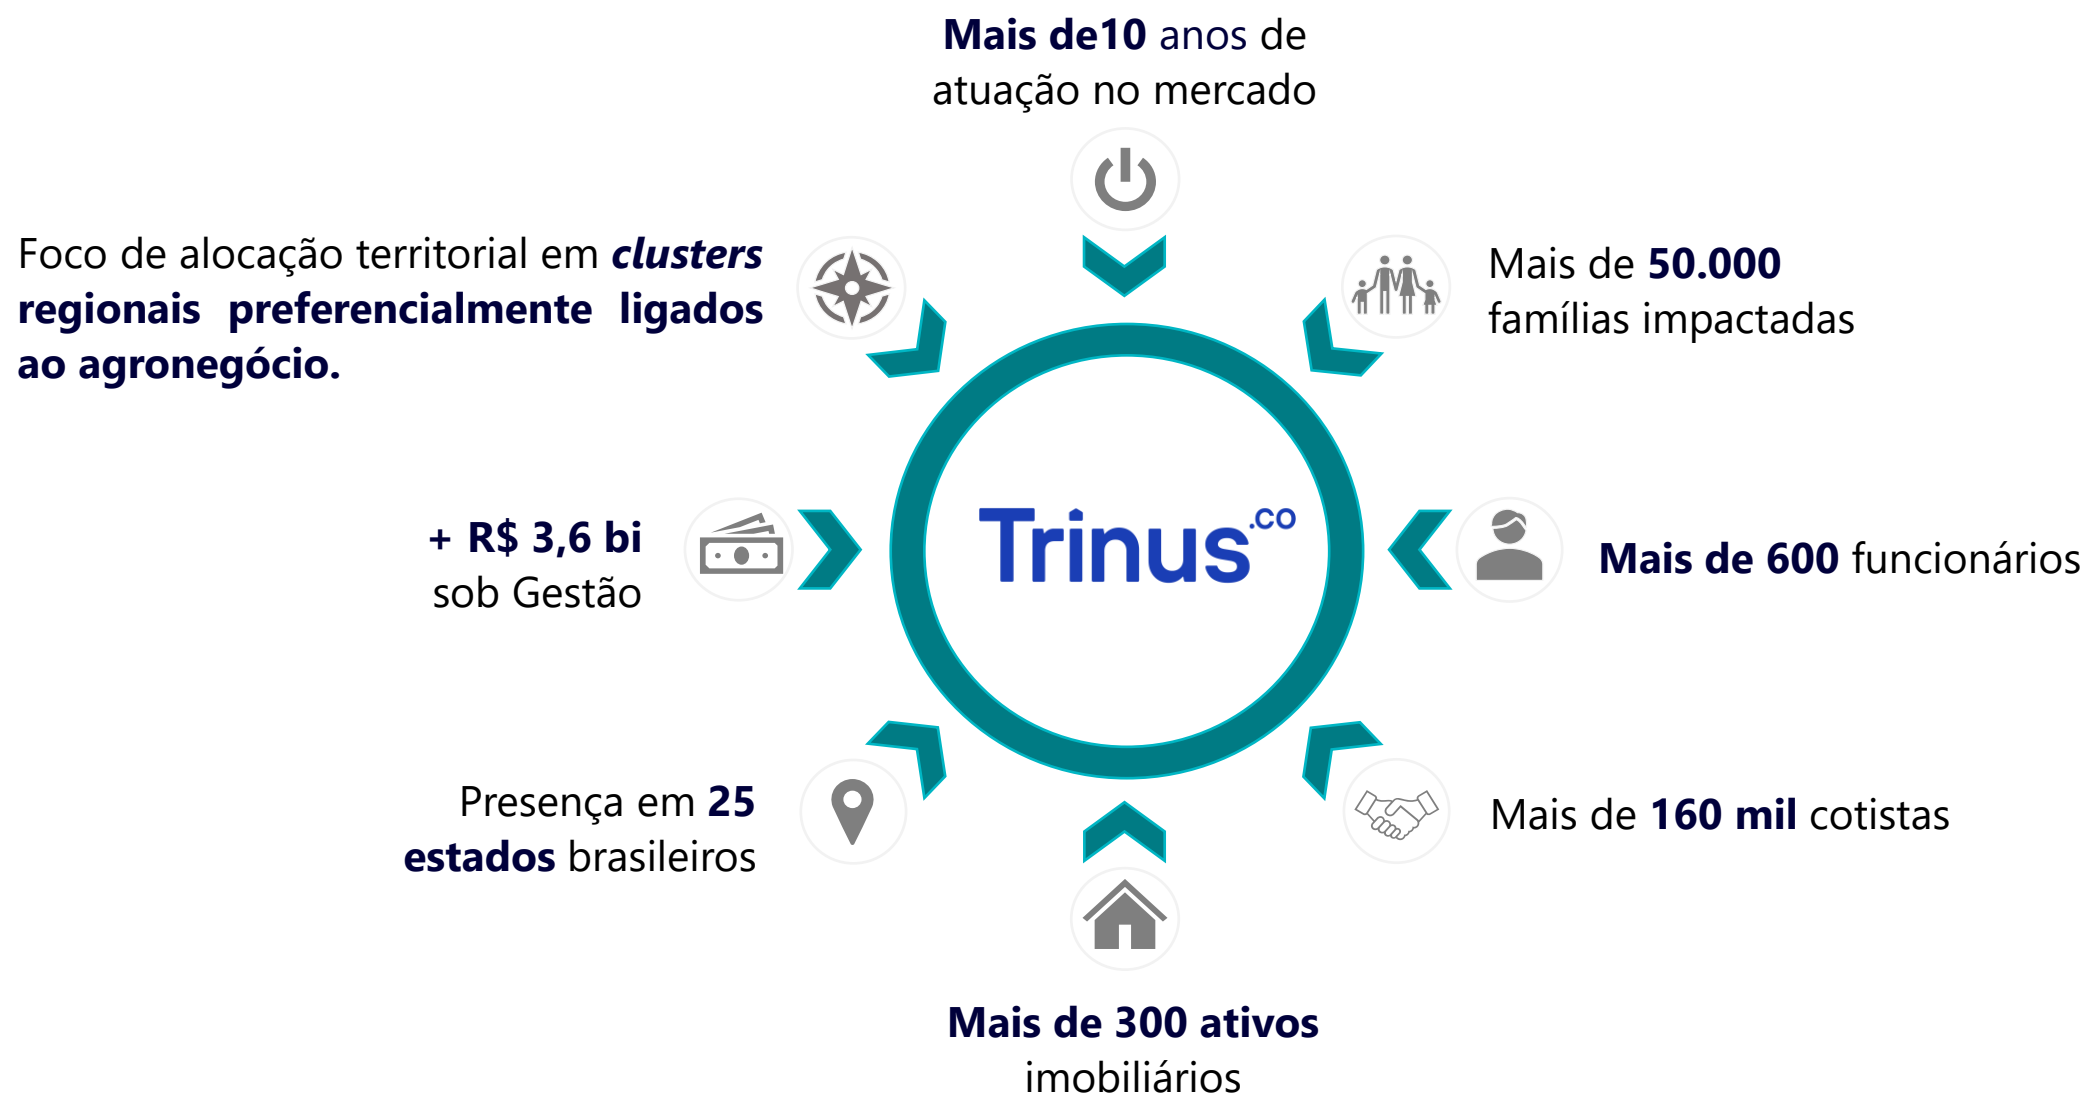 Mais de10 anos de
atuação no mercado
Foco de alocação territorial em clusters
regionais preferencialmente ligados
ao agronegócio.
Mais de 50.000
famílias impactadas
+ R$ 3,6 bi
sob Gestão
Trinus.co
Mais de 600 funcionários
Presença em 25
estados brasileiros
Mais de 160 mil cotistas
Mais de 300 ativos
imobiliários